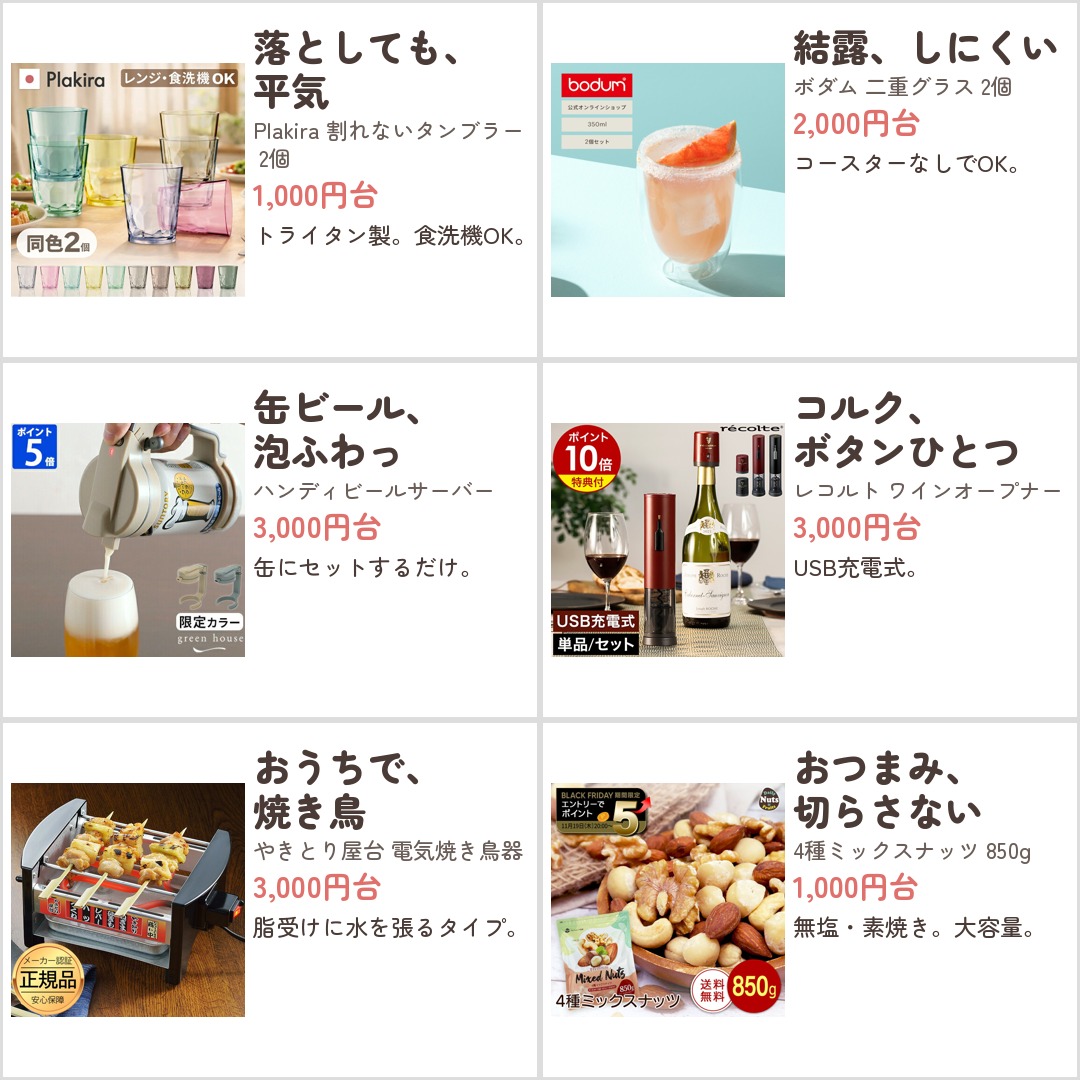 落としても、
平気
Plakira 割れないタンブラー
2個
1,000円台
トライタン製。食洗機OK。
Plakira
レンジ・食洗機OK
同色2個
結露、しにくい
ボダム 二重グラス 2個
2,000円台
コースターなしでOK。
bodum
公式オンラインショップ
350ml
2個セット
缶ビール、
泡ふわっ
ハンディビールサーバー
3,000円台
缶にセットするだけ。
ポイント
5倍
限定カラー
green house
コルク、
ボタンひとつ
レコルト ワインオープナー
3,000円台
USB充電式。
récolte
ポイント
10倍
特典付
USB充電式
単品/セット
おうちで、
焼き鳥
やきとり屋台 電気焼き鳥器
3,000円台
脂受けに水を張るタイプ。
メーカー認証
正規品
安心保障
おつまみ、
切らさない
4種ミックスナッツ 850g
1,000円台
無塩・素焼き。大容量。
BLACK FRIDAY 期間限定
エントリーで
ポイント
5
Nuts
Mixed Nuts
850g
4種ミックスナッツ
送料
無料
850g